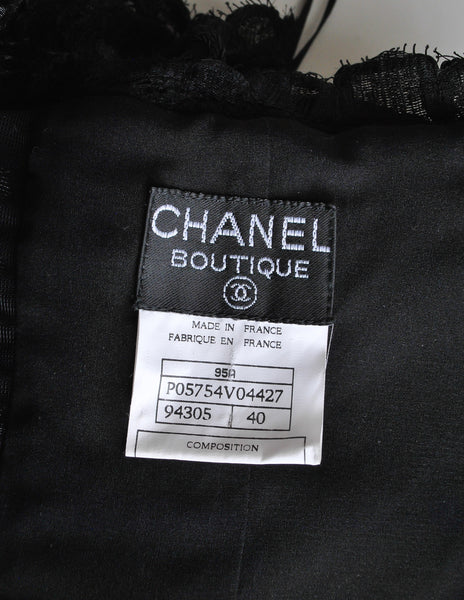 CHANEL
BOUTIQUE
MADE IN FRANCE
FABRIQUE EN FRANCE
95A
P05754V04427
94305 40
COMPOSITION